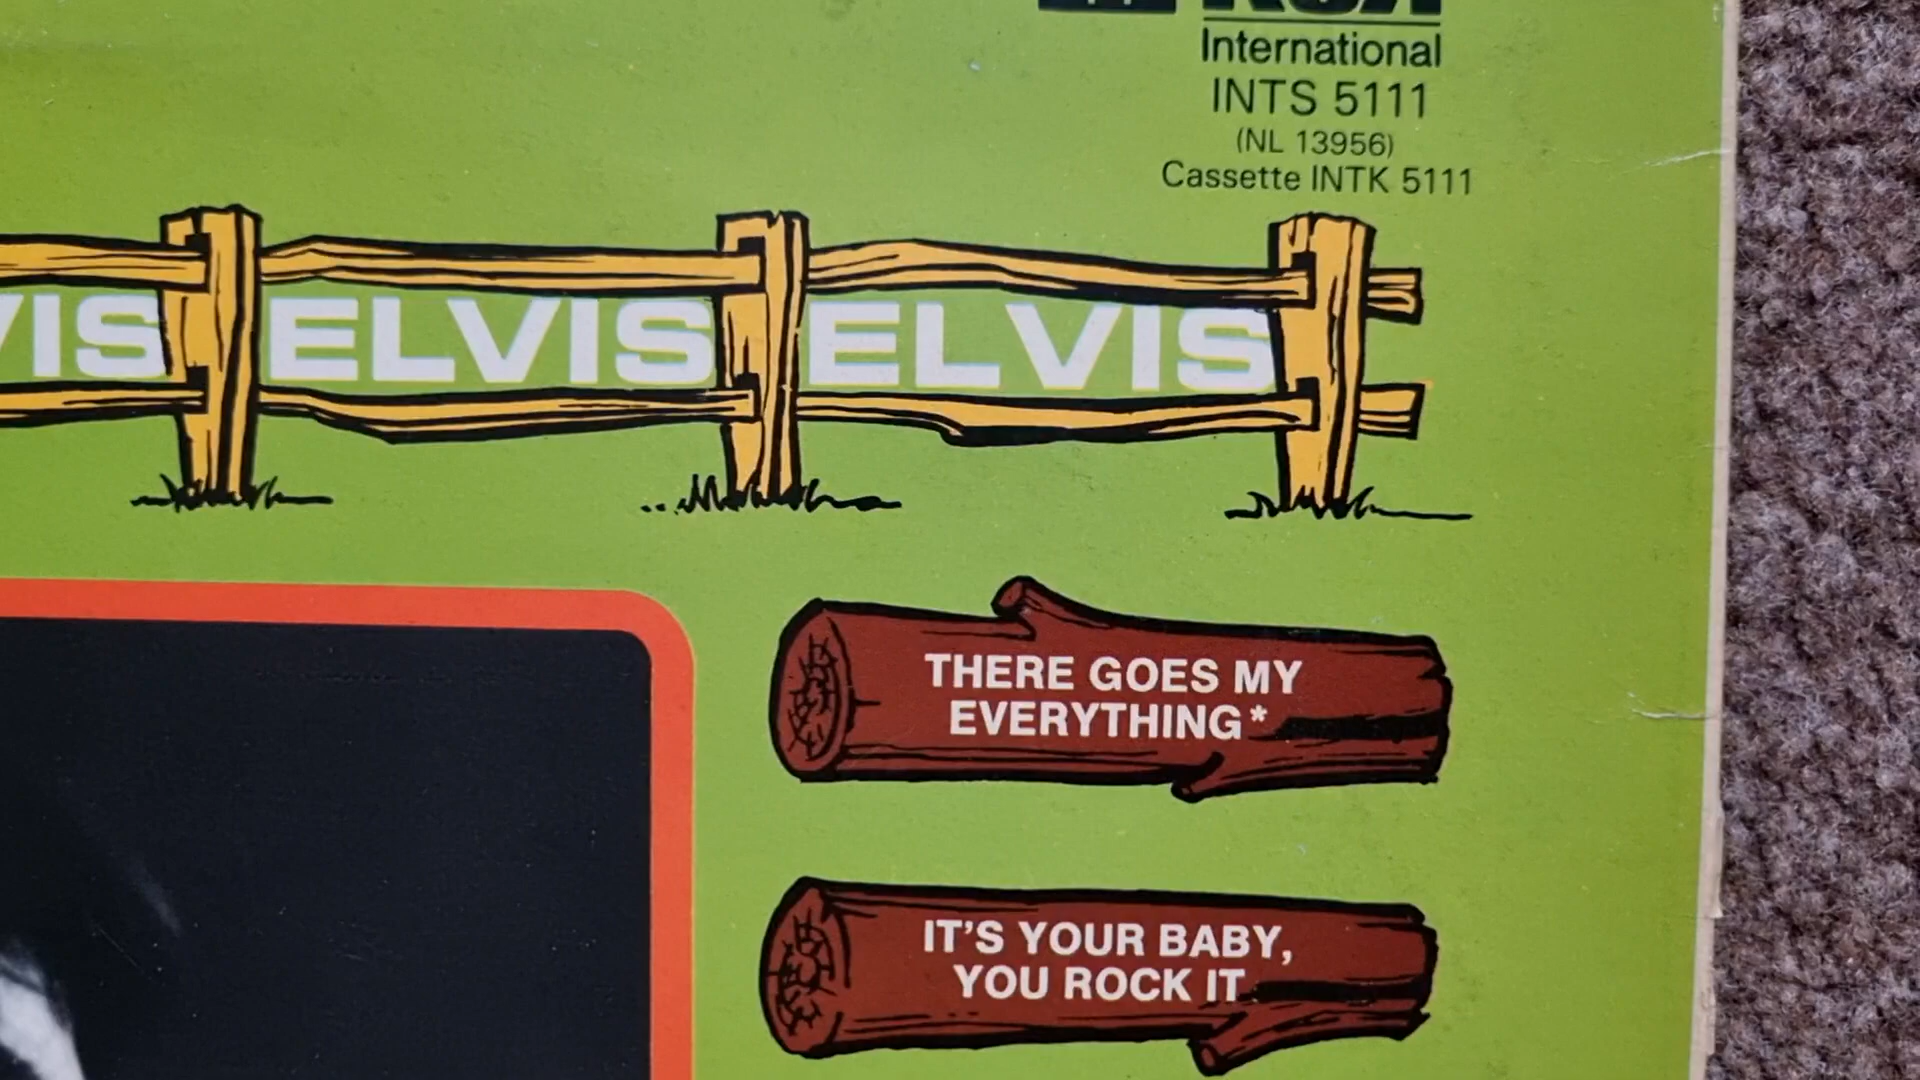 RCA
International
INTS 5111
(NL 13956)
Cassette INTK 5111
VIS ELVIS ELVIS
THERE GOES MY
EVERYTHING*
IT'S YOUR BABY,
YOU ROCK IT